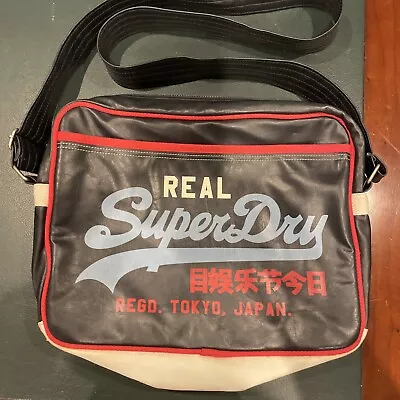 REAL
SuperDry
目娱乐节今日
REGD. TOKYO, JAPAN.